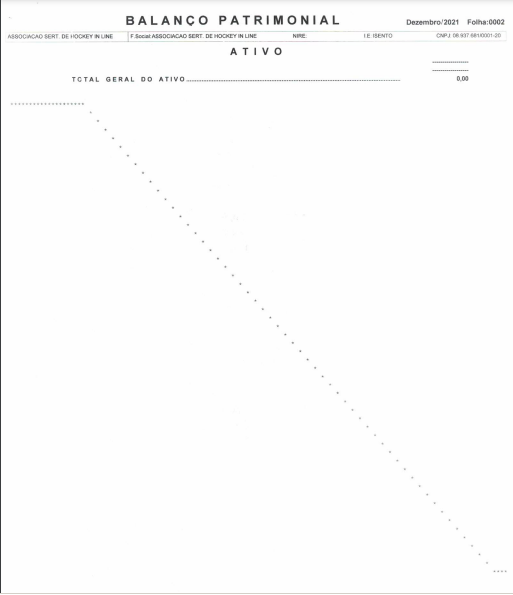 BALANÇO PATRIMONIAL Dezembro/2021 Folha:0002
ASSOCIACAO SERT. DE HOCKEY IN LINE F.Social:ASSOCIACAO SERT. DE HOCKEY IN LINE NIRE: I.E. ISENTO CNPJ: 08.937.681/0001-20
ATIVO
TOTAL GERAL DO ATIVO 0,00